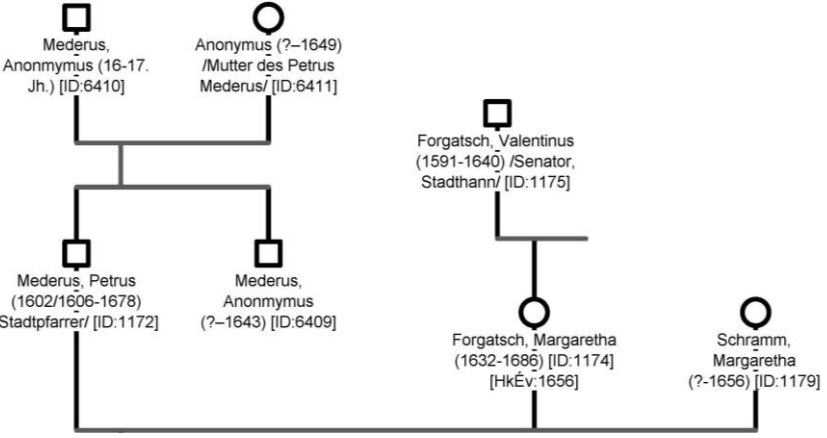 Mederus,
Anonmymus (16-17.
Jh.) [ID:6410]
Anonymus (?–1649)
/Mutter des Petrus
Mederus/ [ID:6411]
Forgatsch, Valentinus
(1591-1640) /Senator,
Stadthann/ [ID:1175]
Mederus, Petrus
(1602/1606-1678)
Stadtpfarrer/ [ID:1172]
Mederus,
Anonmymus
(?–1643) [ID:6409]
Forgatsch, Margaretha
(1632-1686) [ID:1174]
[HkÉv:1656]
Schramm,
Margaretha
(?-1656) [ID:1179]